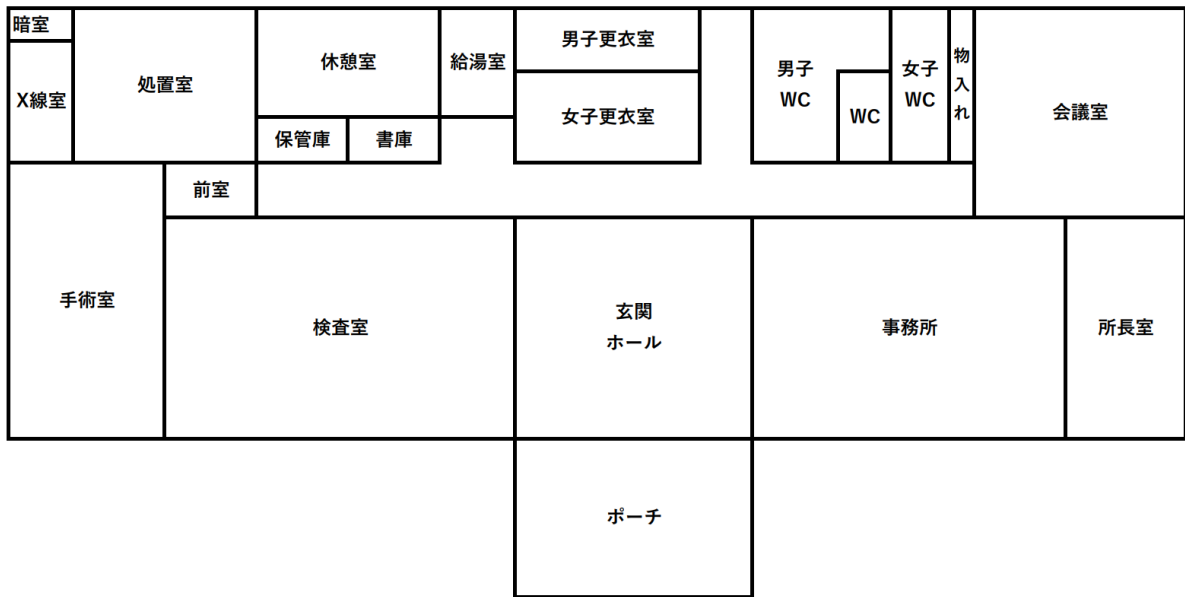 暗室
X線室
処置室
休憩室
給湯室
保管庫
書庫
男子更衣室
女子更衣室
男子
WC
WC
女子
WC
物
入
れ
会議室
前室
手術室
検査室
玄関
ホール
事務所
所長室
ポーチ